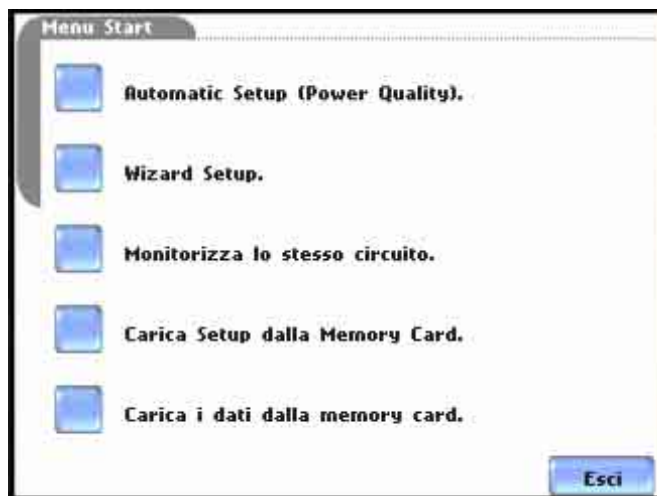 Menu Start
Automatic Setup (Power Quality).
Wizard Setup.
Monitorizza lo stesso circuito.
Carica Setup dalla Memory Card.
Carica i dati dalla memory card.
Esci